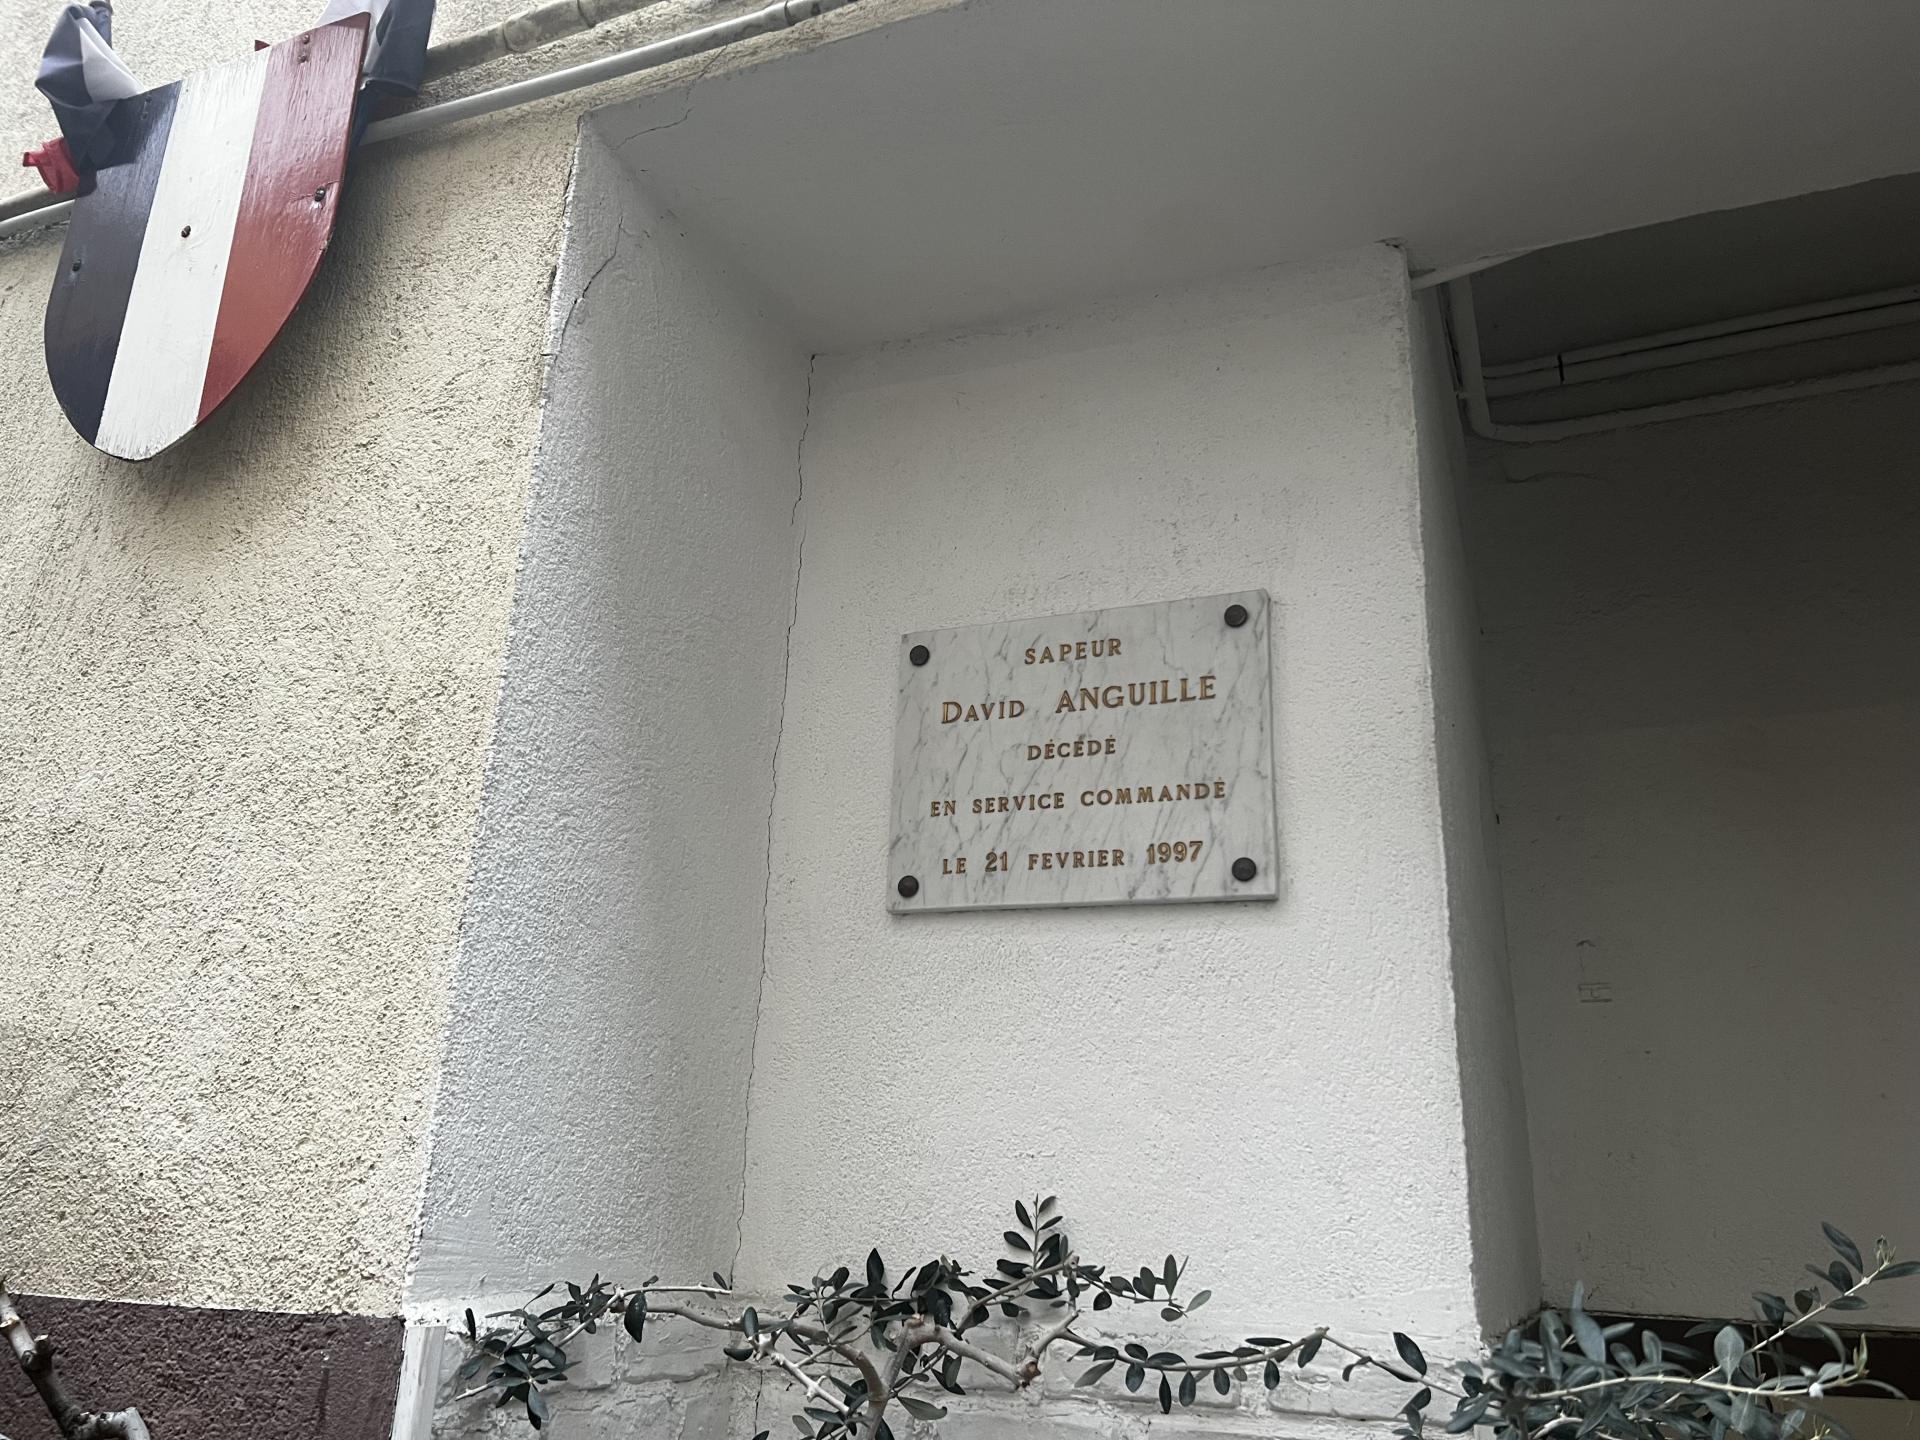 SAPEUR
DAVID ANGUILLE
DÉCÉDÉ
EN SERVICE COMMANDÉ
LE 21 FEVRIER 1997